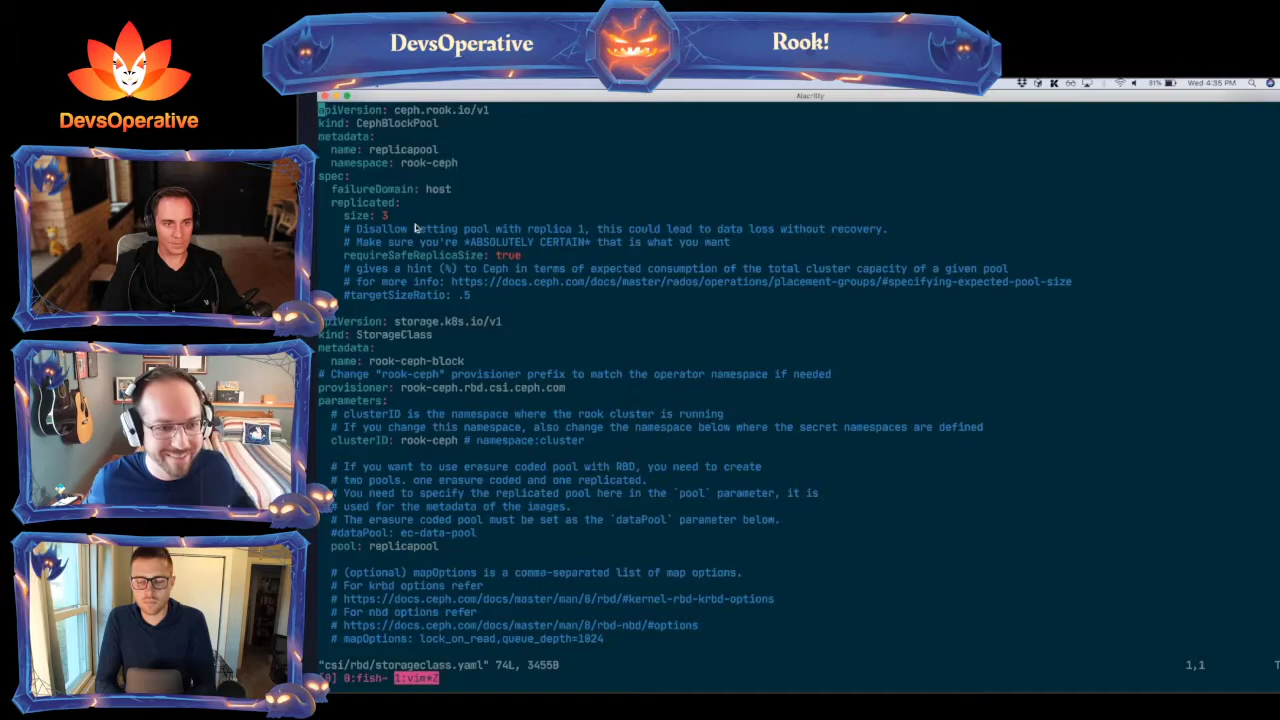 DevsOperative
Rook!
DevsOperative
81% Wed 4:35 PM
Alacritty
apiVersion: ceph.rook.io/v1
kind: CephBlockPool
metadata:
name: replicapool
namespace: rook-ceph
spec:
failureDomain: host
replicated:
size: 3
# Disallow setting pool with replica 1, this could lead to data loss without recovery.
# Make sure you're *ABSOLUTELY CERTAIN* that is what you want
requireSafeReplicaSize: true
# gives a hint (%) to Ceph in terms of expected consumption of the total cluster capacity of a given pool
# for more info: https://docs.ceph.com/docs/master/rados/operations/placement-groups/#specifying-expected-pool-size
#targetSizeRatio: .5
apiVersion: storage.k8s.io/v1
kind: StorageClass
metadata:
name: rook-ceph-block
# Change "rook-ceph" provisioner prefix to match the operator namespace if needed
provisioner: rook-ceph.rbd.csi.ceph.com
parameters:
# clusterID is the namespace where the rook cluster is running
# If you change this namespace, also change the namespace below where the secret namespaces are defined
clusterID: rook-ceph # namespace:cluster
# If you want to use erasure coded pool with RBD, you need to create
# two pools. one erasure coded and one replicated.
# You need to specify the replicated pool here in the `pool` parameter, it is
# used for the metadata of the images.
# The erasure coded pool must be set as the `dataPool` parameter below.
#dataPool: ec-data-pool
pool: replicapool
# (optional) mapOptions is a comma-separated list of map options.
# For krbd options refer
# https://docs.ceph.com/docs/master/man/8/rbd/#kernel-rbd-krbd-options
# For nbd options refer
# https://docs.ceph.com/docs/master/man/8/rbd-nbd/#options
# mapOptions: lock_on_read,queue_depth=1024
"csi/rbd/storageclass.yaml" 74L, 3455B 1,1 T
[0] 0:fish- 1:vim*Z